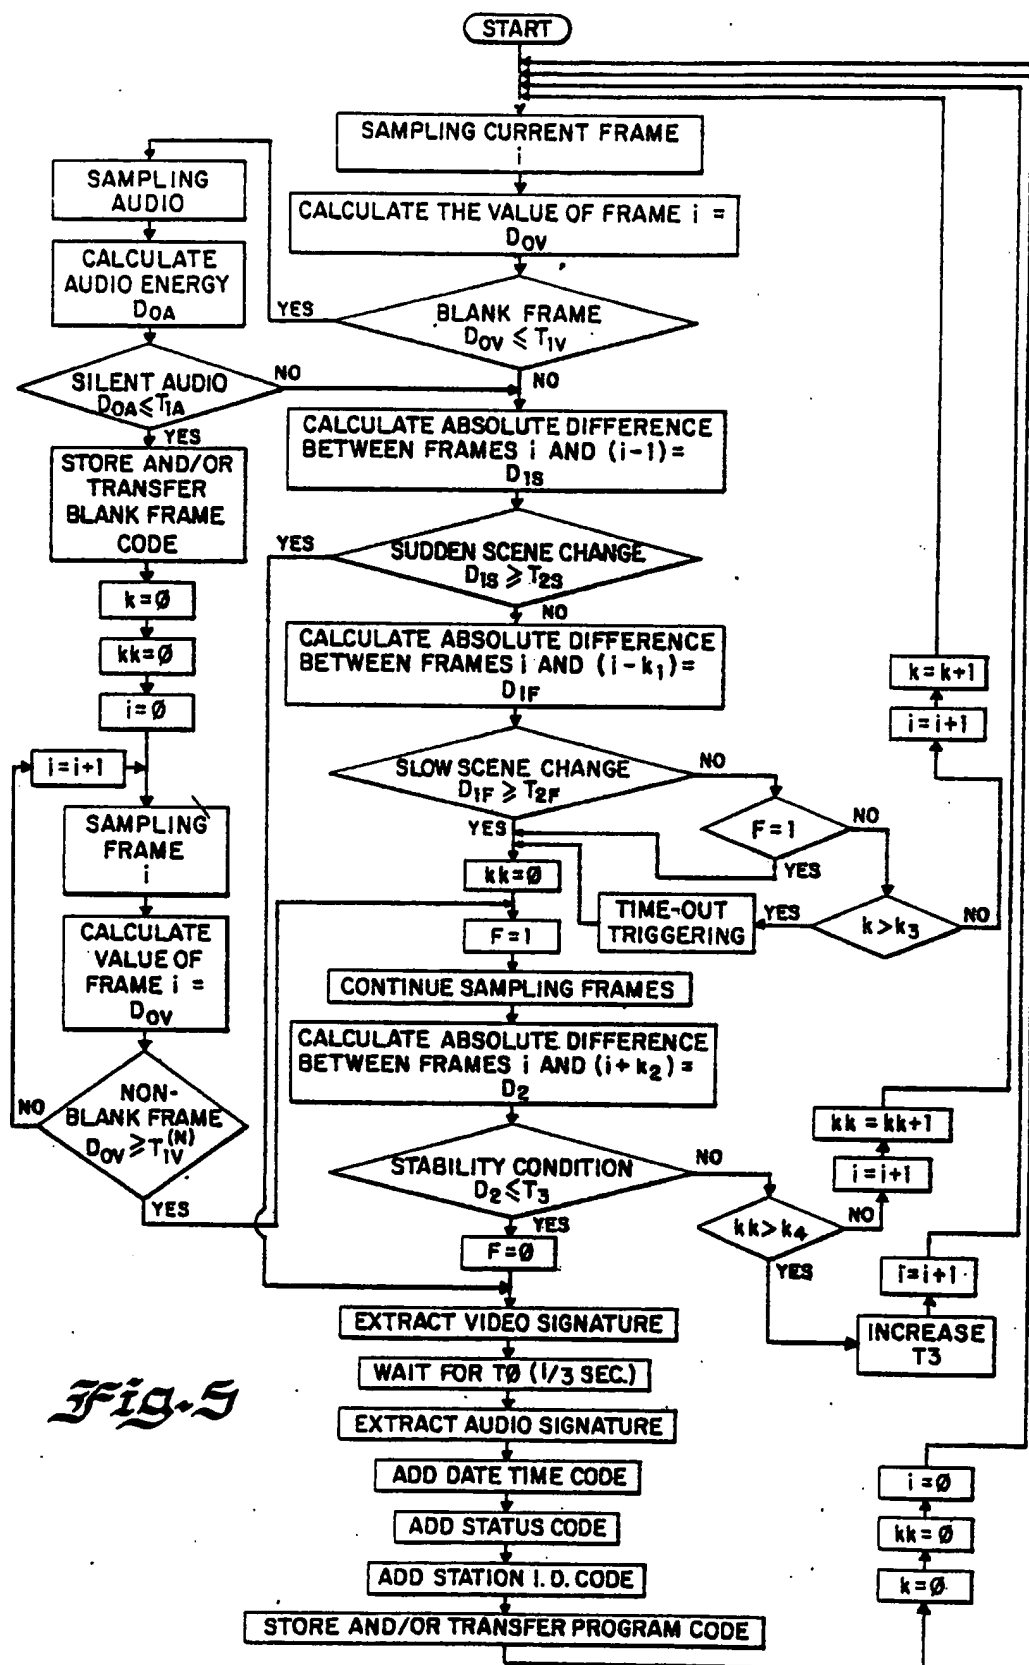 START
SAMPLING CURRENT FRAME
i
CALCULATE THE VALUE OF FRAME i =
D0V
BLANK FRAME
D0V ≤ T1V
YES
NO
SAMPLING
AUDIO
CALCULATE
AUDIO ENERGY
D0A
SILENT AUDIO
D0A ≤ T1A
NO
YES
STORE AND/OR
TRANSFER
BLANK FRAME
CODE
k=Ø
kk=Ø
i=Ø
i=i+1
SAMPLING
FRAME
i
CALCULATE
VALUE OF
FRAME i =
D0V
NON-
BLANK FRAME
D0V ≥ T1V(N)
NO
YES
CALCULATE ABSOLUTE DIFFERENCE
BETWEEN FRAMES i AND (i-1)=
D1S
SUDDEN SCENE CHANGE
D1S ≥ T2S
YES
NO
CALCULATE ABSOLUTE DIFFERENCE
BETWEEN FRAMES i AND (i-k1)=
D1F
SLOW SCENE CHANGE
D1F ≥ T2F
NO
YES
F=1
NO
YES
k>k3
NO
YES
TIME-OUT
TRIGGERING
k=k+1
i=i+1
kk=Ø
F=1
CONTINUE SAMPLING FRAMES
CALCULATE ABSOLUTE DIFFERENCE
BETWEEN FRAMES i AND (i+k2)=
D2
STABILITY CONDITION
D2 ≤ T3
NO
YES
kk>k4
NO
YES
kk=kk+1
i=i+1
i=i+1
INCREASE
T3
F=Ø
EXTRACT VIDEO SIGNATURE
WAIT FOR TØ (1/3 SEC.)
EXTRACT AUDIO SIGNATURE
ADD DATE TIME CODE
ADD STATUS CODE
ADD STATION I.D. CODE
STORE AND/OR TRANSFER PROGRAM CODE
i=Ø
kk=Ø
k=Ø
Fig.5